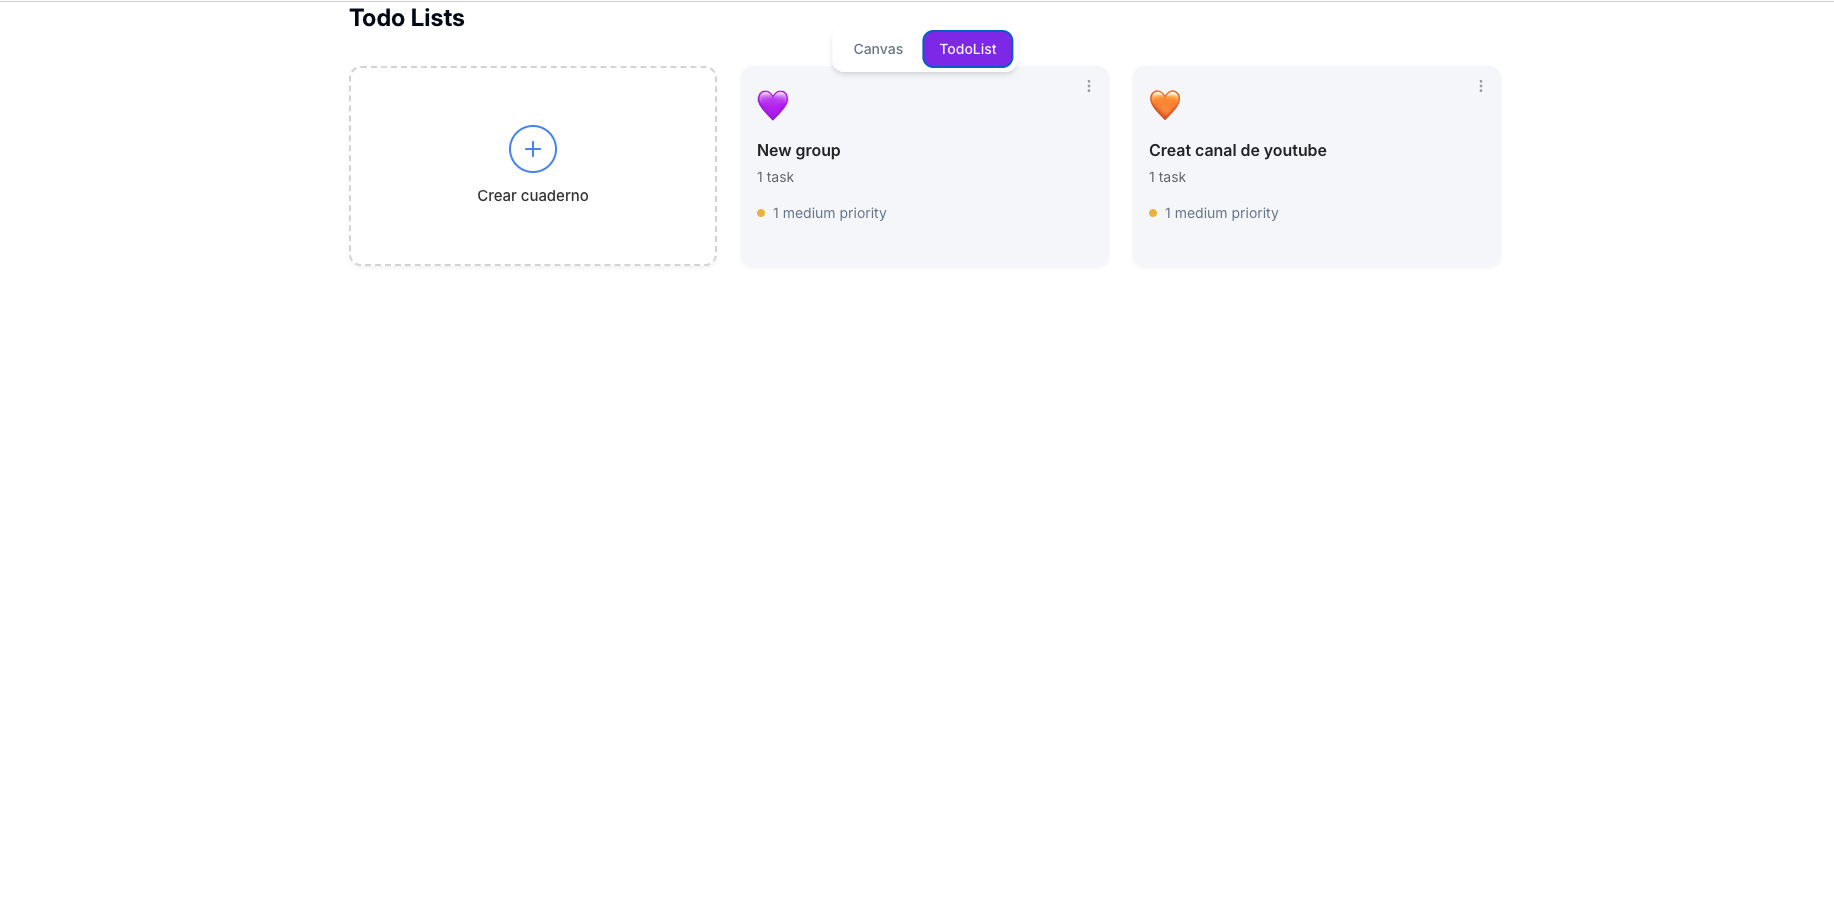 Todo Lists
Canvas
TodoList
Crear cuaderno
New group
1 task
1 medium priority
Creat canal de youtube
1 task
1 medium priority